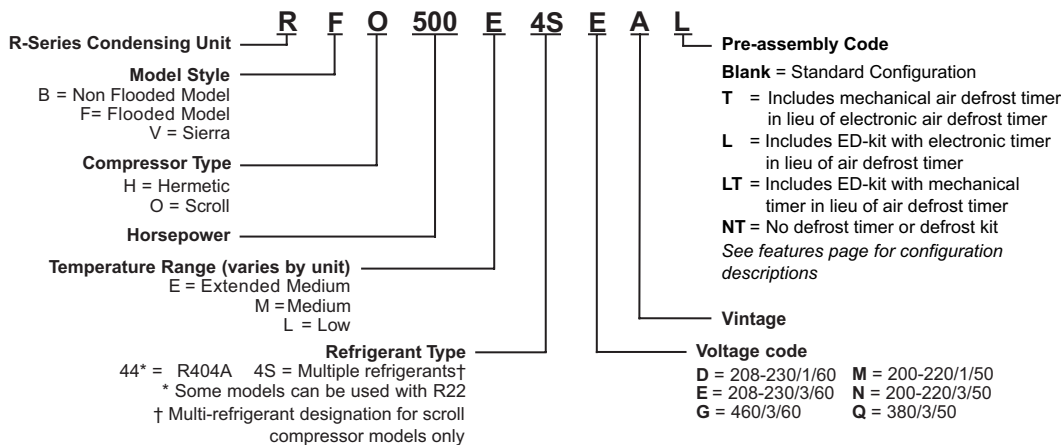 R F O 500 E 4S E A L
R-Series Condensing Unit
Model Style
B = Non Flooded Model
F= Flooded Model
V = Sierra
Compressor Type
H = Hermetic
O = Scroll
Horsepower
Temperature Range (varies by unit)
E = Extended Medium
M = Medium
L = Low
Refrigerant Type
44* = R404A 4S = Multiple refrigerants†
* Some models can be used with R22
† Multi-refrigerant designation for scroll
compressor models only
Pre-assembly Code
Blank = Standard Configuration
T = Includes mechanical air defrost timer
in lieu of electronic air defrost timer
L = Includes ED-kit with electronic timer
in lieu of air defrost timer
LT = Includes ED-kit with mechanical
timer in lieu of air defrost timer
NT = No defrost timer or defrost kit
See features page for configuration
descriptions
Vintage
Voltage code
D = 208-230/1/60 M = 200-220/1/50
E = 208-230/3/60 N = 200-220/3/50
G = 460/3/60 Q = 380/3/50